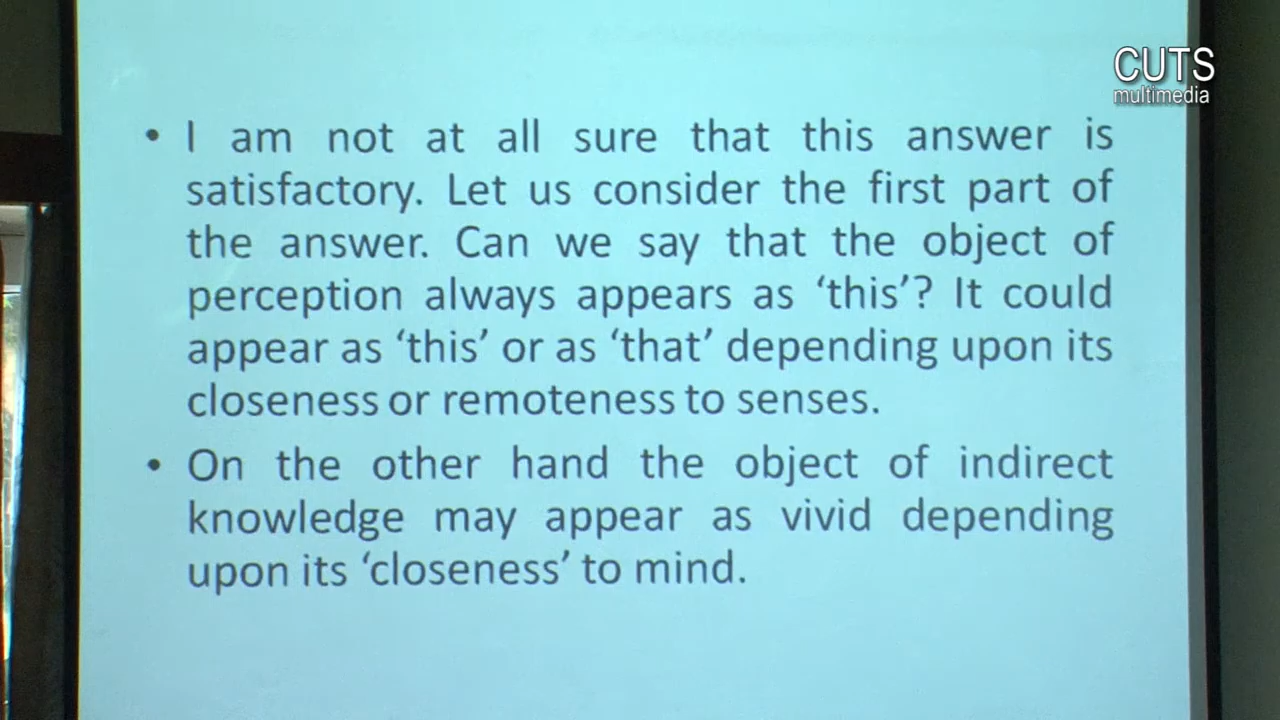 CUTS
multimedia
• I am not at all sure that this answer is
satisfactory. Let us consider the first part of
the answer. Can we say that the object of
perception always appears as ‘this’? It could
appear as ‘this’ or as ‘that’ depending upon its
closeness or remoteness to senses.
• On the other hand the object of indirect
knowledge may appear as vivid depending
upon its ‘closeness’ to mind.